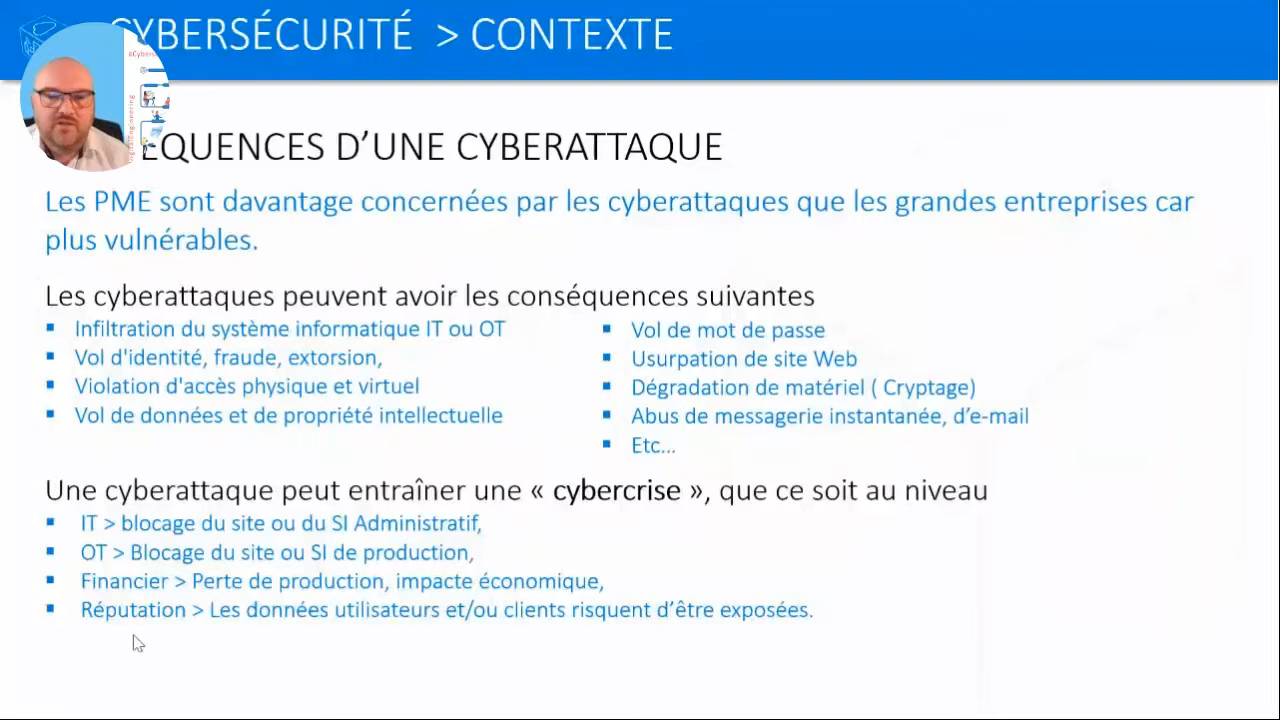 YBERSÉCURITÉ > CONTEXTE
ÉQUENCES D’UNE CYBERATTAQUE
Les PME sont davantage concernées par les cyberattaques que les grandes entreprises car
plus vulnérables.
Les cyberattaques peuvent avoir les conséquences suivantes
Infiltration du système informatique IT ou OT
Vol d'identité, fraude, extorsion,
Violation d'accès physique et virtuel
Vol de données et de propriété intellectuelle
Vol de mot de passe
Usurpation de site Web
Dégradation de matériel ( Cryptage)
Abus de messagerie instantanée, d’e-mail
Etc...
Une cyberattaque peut entraîner une « cybercrise », que ce soit au niveau
IT > blocage du site ou du SI Administratif,
OT > Blocage du site ou SI de production,
Financier > Perte de production, impacte économique,
Réputation > Les données utilisateurs et/ou clients risquent d’être exposées.